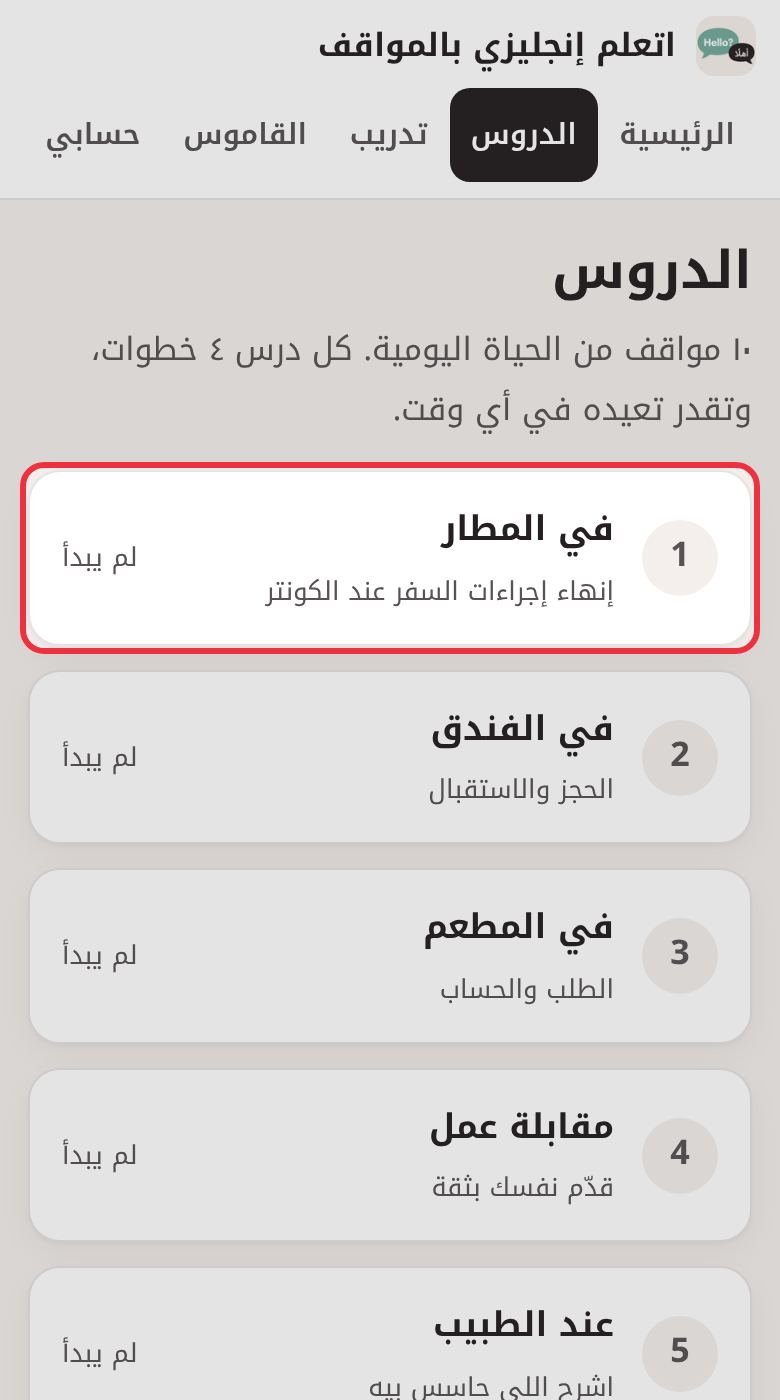 Hello?
أهلًا
اتعلم إنجليزي بالمواقف
الرئيسية
الدروس
تدريب
القاموس
حسابي
الدروس
١٠ مواقف من الحياة اليومية. كل درس ٤ خطوات،
وتقدر تعيده في أي وقت.
1
في المطار
إنهاء إجراءات السفر عند الكونتر
لم يبدأ
2
في الفندق
الحجز والاستقبال
لم يبدأ
3
في المطعم
الطلب والحساب
لم يبدأ
4
مقابلة عمل
قدّم نفسك بثقة
لم يبدأ
5
عند الطبيب
اشرح اللي حاسس بيه
لم يبدأ